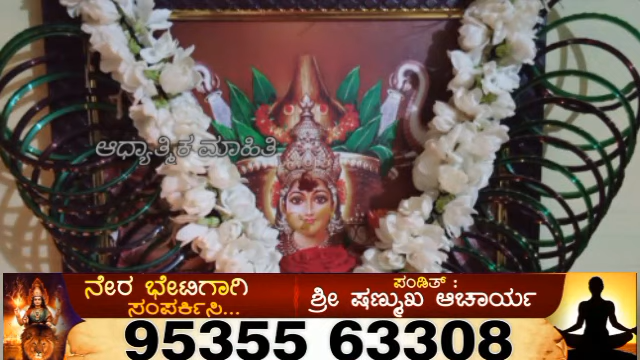 ಆಧ್ಯಾತ್ಮಿಕ ಮಾಹಿತಿ
ನೇರ ಭೇಟಿಗಾಗಿ
ಸಂಪರ್ಕಿಸಿ...
ಪಂಡಿತ್ :
ಶ್ರೀ ಷಣ್ಮುಖ ಆಚಾರ್ಯ
95355 63308